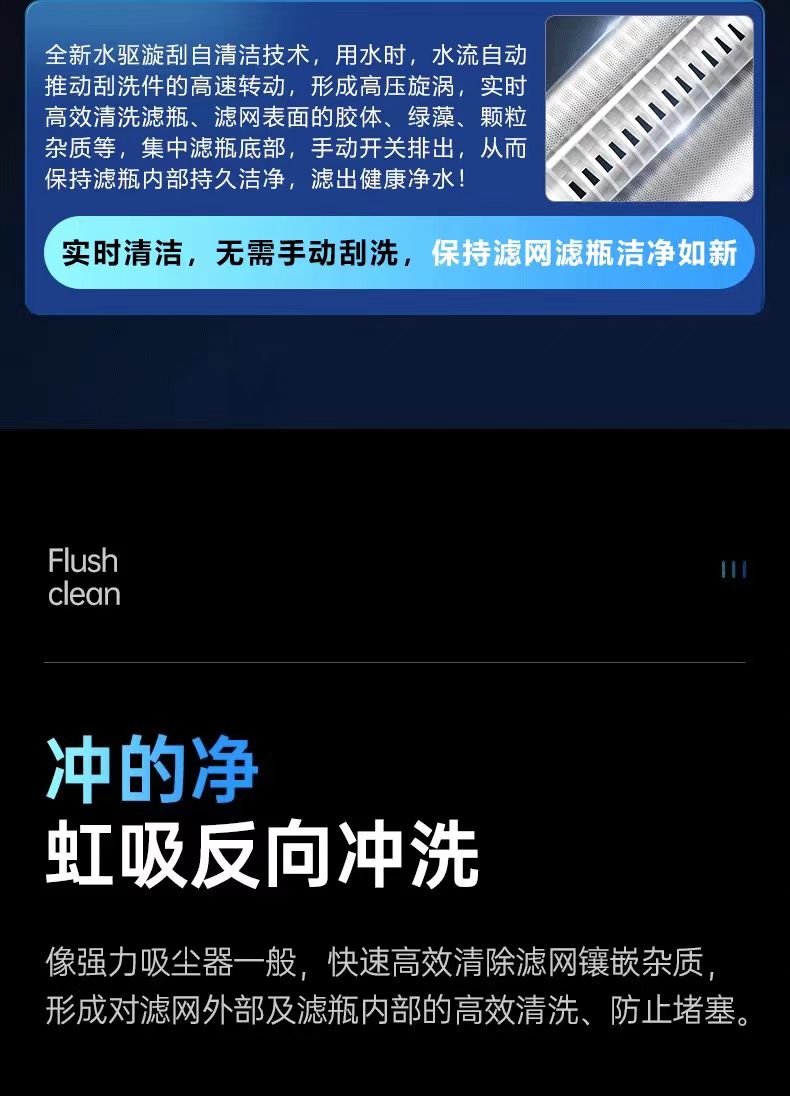 全新水驱漩刮自清洁技术，用水时，水流自动
推动刮洗件的高速转动，形成高压旋涡，实时
高效清洗滤瓶、滤网表面的胶体、绿藻、颗粒
杂质等，集中滤瓶底部，手动开关排出，从而
保持滤瓶内部持久洁净，滤出健康净水！
实时清洁，无需手动刮洗，保持滤网滤瓶洁净如新
Flush
clean
冲的净
虹吸反向冲洗
像强力吸尘器一般，快速高效清除滤网镶嵌杂质，
形成对滤网外部及滤瓶内部的高效清洗、防止堵塞。